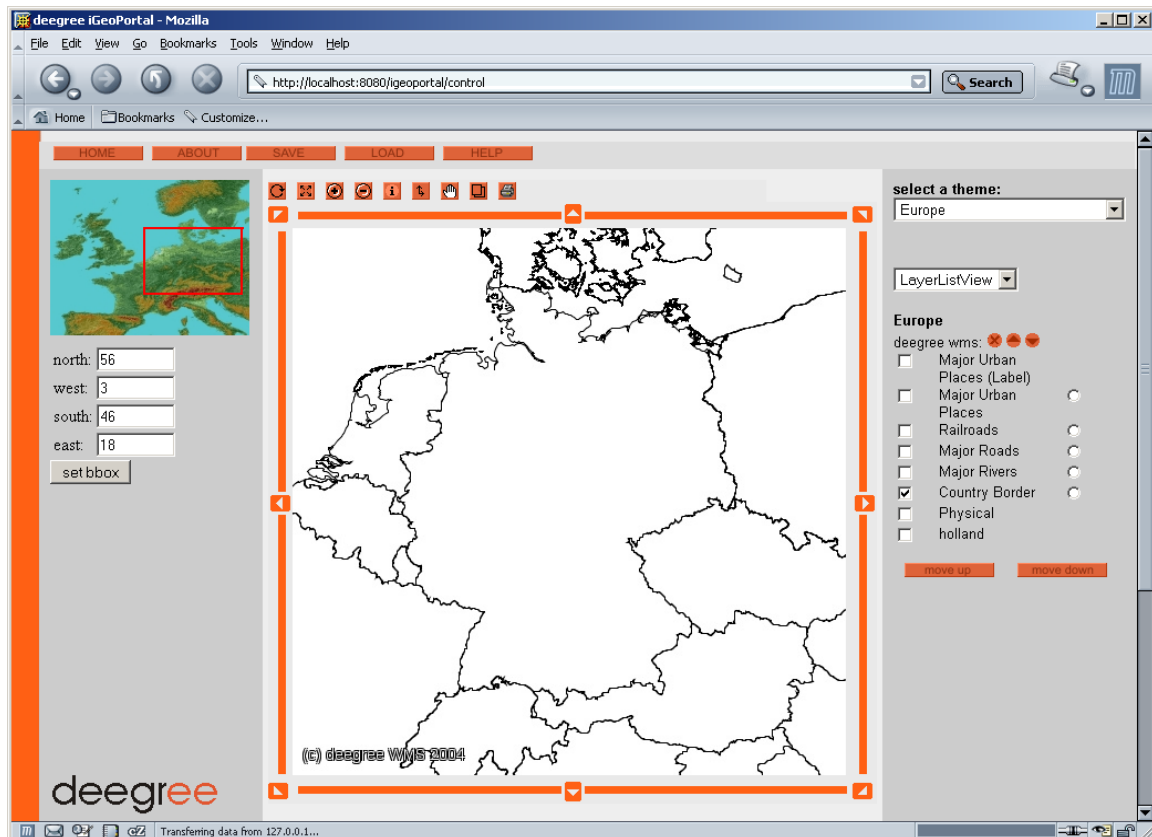 deegree iGeoPortal - Mozilla
File Edit View Go Bookmarks Tools Window Help
http://localhost:8080/igeoportal/control
Search
Home Bookmarks Customize...
HOME ABOUT SAVE LOAD HELP
north: 56
west: 3
south: 46
east: 18
set bbox
deegree
(c) deegree WMS 2004
select a theme:
Europe
LayerListView
Europe
deegree wms:
Major Urban
Places (Label)
Major Urban
Places
Railroads
Major Roads
Major Rivers
Country Border
Physical
holland
move up move down
Transferring data from 127.0.0.1...